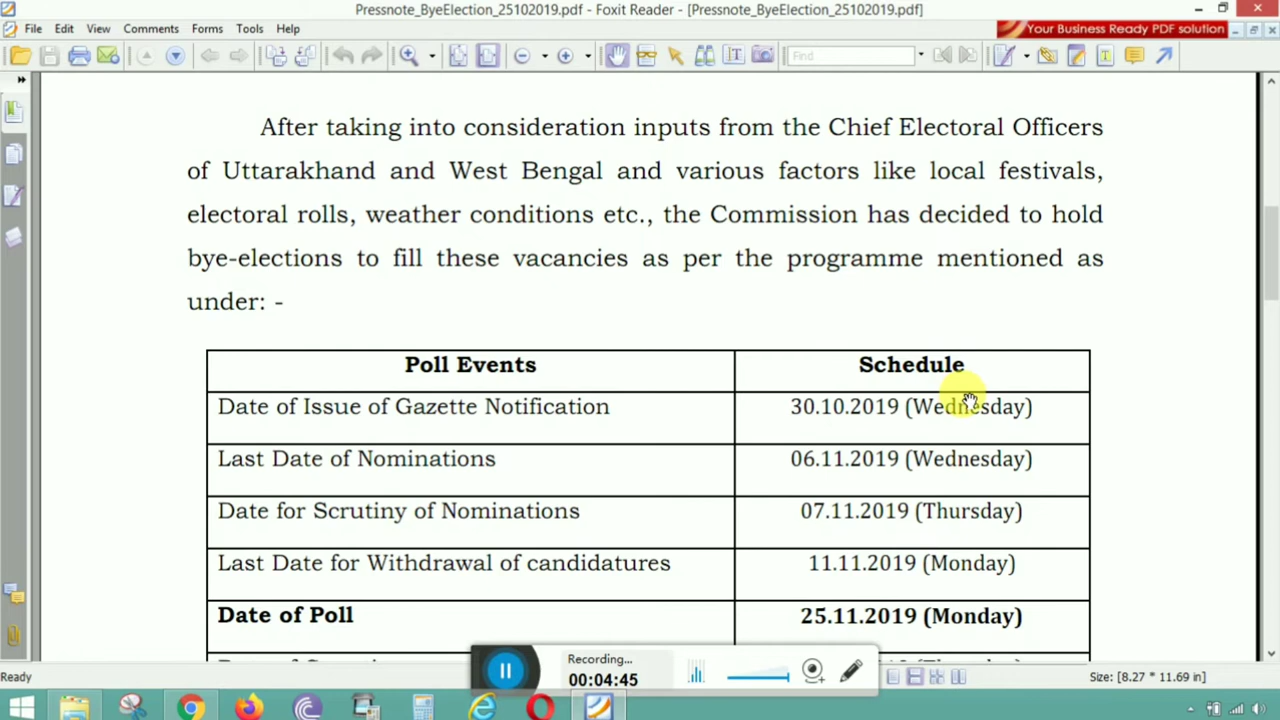 Pressnote_ByeElection_25102019.pdf - Foxit Reader - [Pressnote_ByeElection_25102019.pdf]
File Edit View Comments Forms Tools Help
Your Business Ready PDF solution
Find
After taking into consideration inputs from the Chief Electoral Officers
of Uttarakhand and West Bengal and various factors like local festivals,
electoral rolls, weather conditions etc., the Commission has decided to hold
bye-elections to fill these vacancies as per the programme mentioned as
under: -
Poll Events Schedule
Date of Issue of Gazette Notification 30.10.2019 (Wednesday)
Last Date of Nominations 06.11.2019 (Wednesday)
Date for Scrutiny of Nominations 07.11.2019 (Thursday)
Last Date for Withdrawal of candidatures 11.11.2019 (Monday)
Date of Poll 25.11.2019 (Monday)
Recording...
00:04:45
Ready Size: [8.27 * 11.69 in]